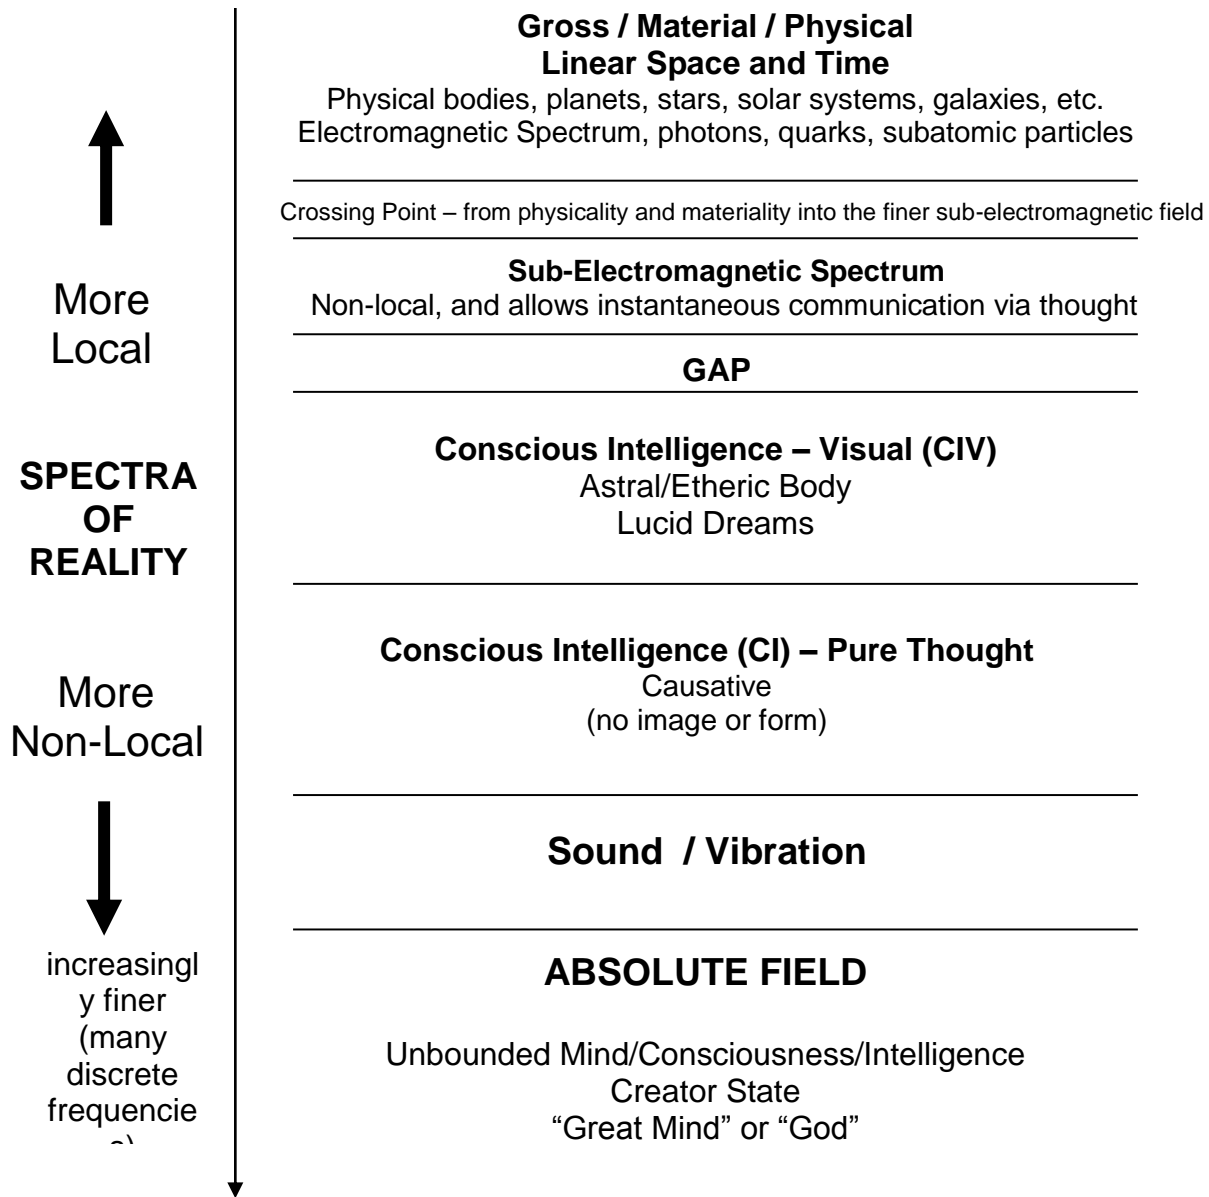 Gross / Material / Physical
Linear Space and Time
Physical bodies, planets, stars, solar systems, galaxies, etc.
Electromagnetic Spectrum, photons, quarks, subatomic particles
Crossing Point – from physicality and materiality into the finer sub-electromagnetic field
Sub-Electromagnetic Spectrum
Non-local, and allows instantaneous communication via thought
GAP
Conscious Intelligence – Visual (CIV)
Astral/Etheric Body
Lucid Dreams
Conscious Intelligence (CI) – Pure Thought
Causative
(no image or form)
Sound / Vibration
ABSOLUTE FIELD
Unbounded Mind/Consciousness/Intelligence
Creator State
“Great Mind” or “God”
More
Local
SPECTRA
OF
REALITY
More
Non-Local
increasingl
y finer
(many
discrete
frequencie